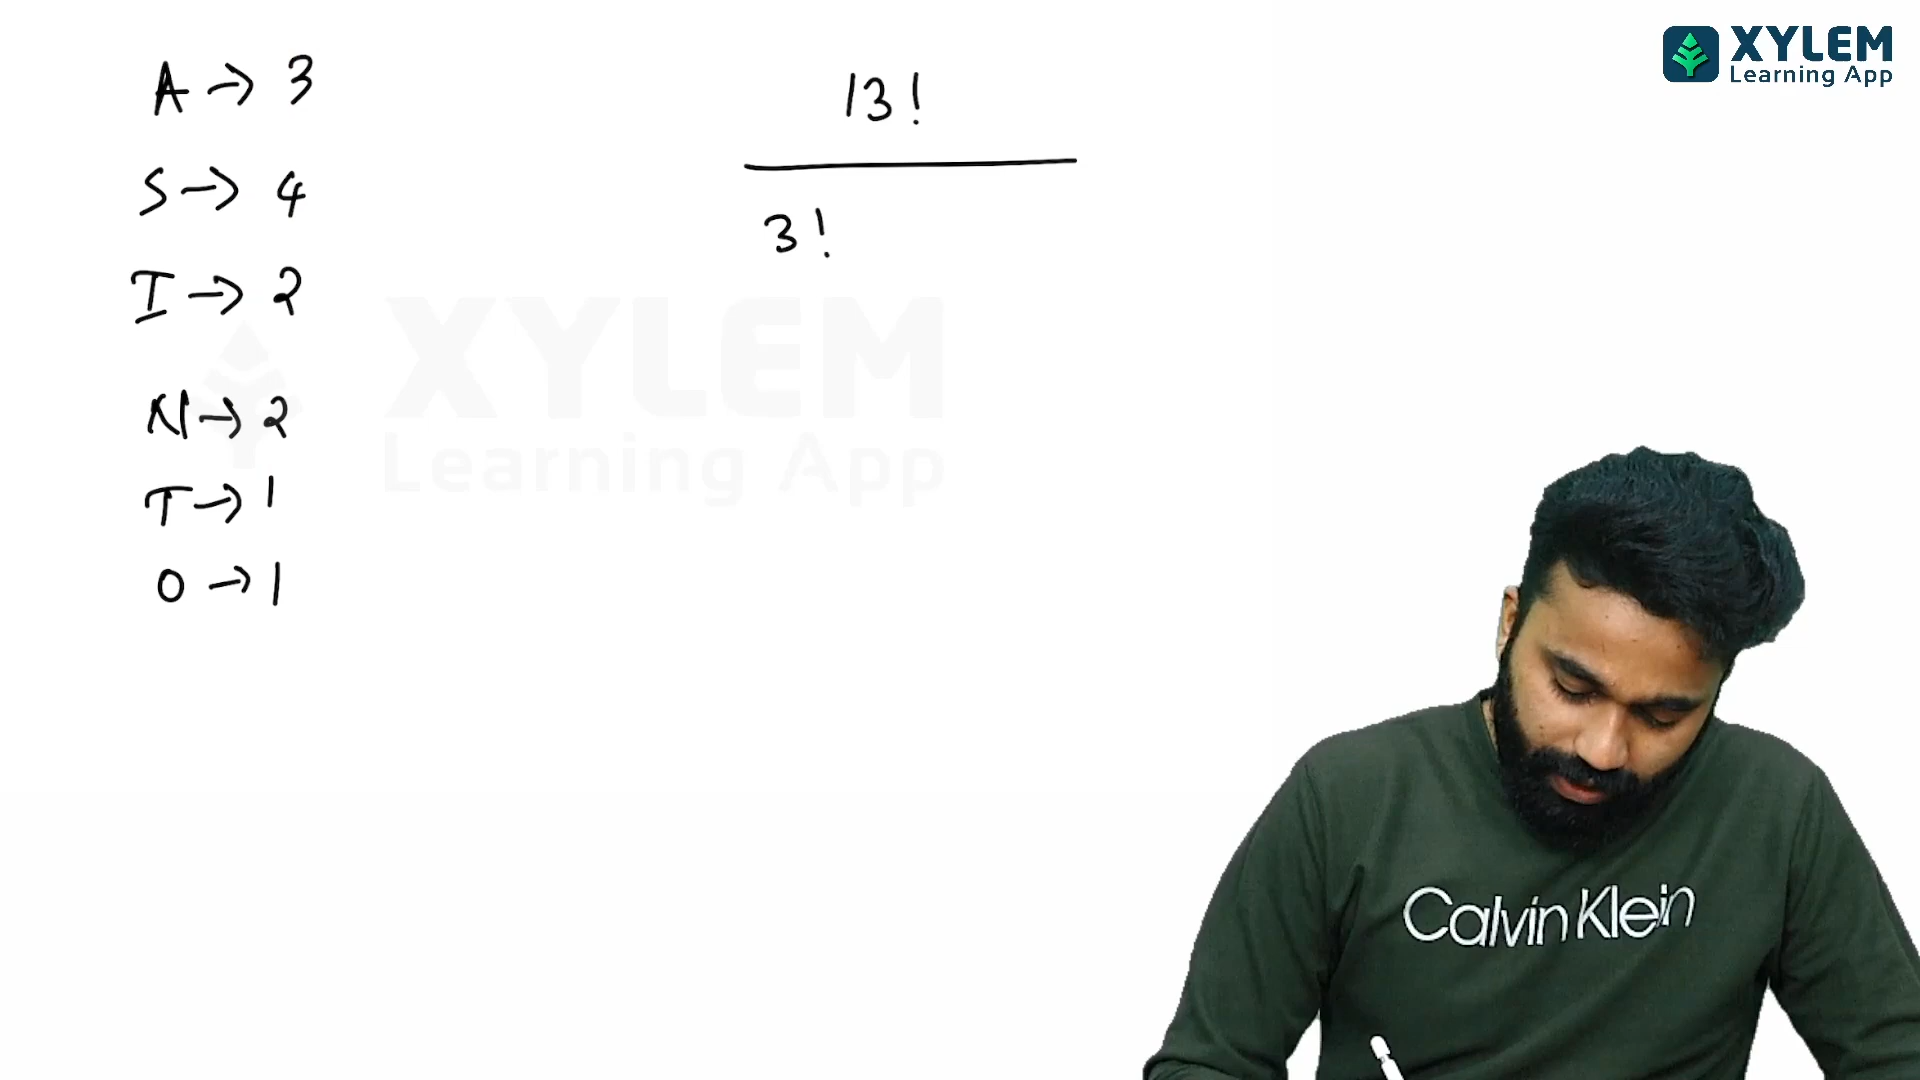 A → 3
S → 4
I → 2
N → 2
T → 1
O → 1
13!
3!
XYLEM
Learning App
XYLEM
Learning App
Calvin Klein